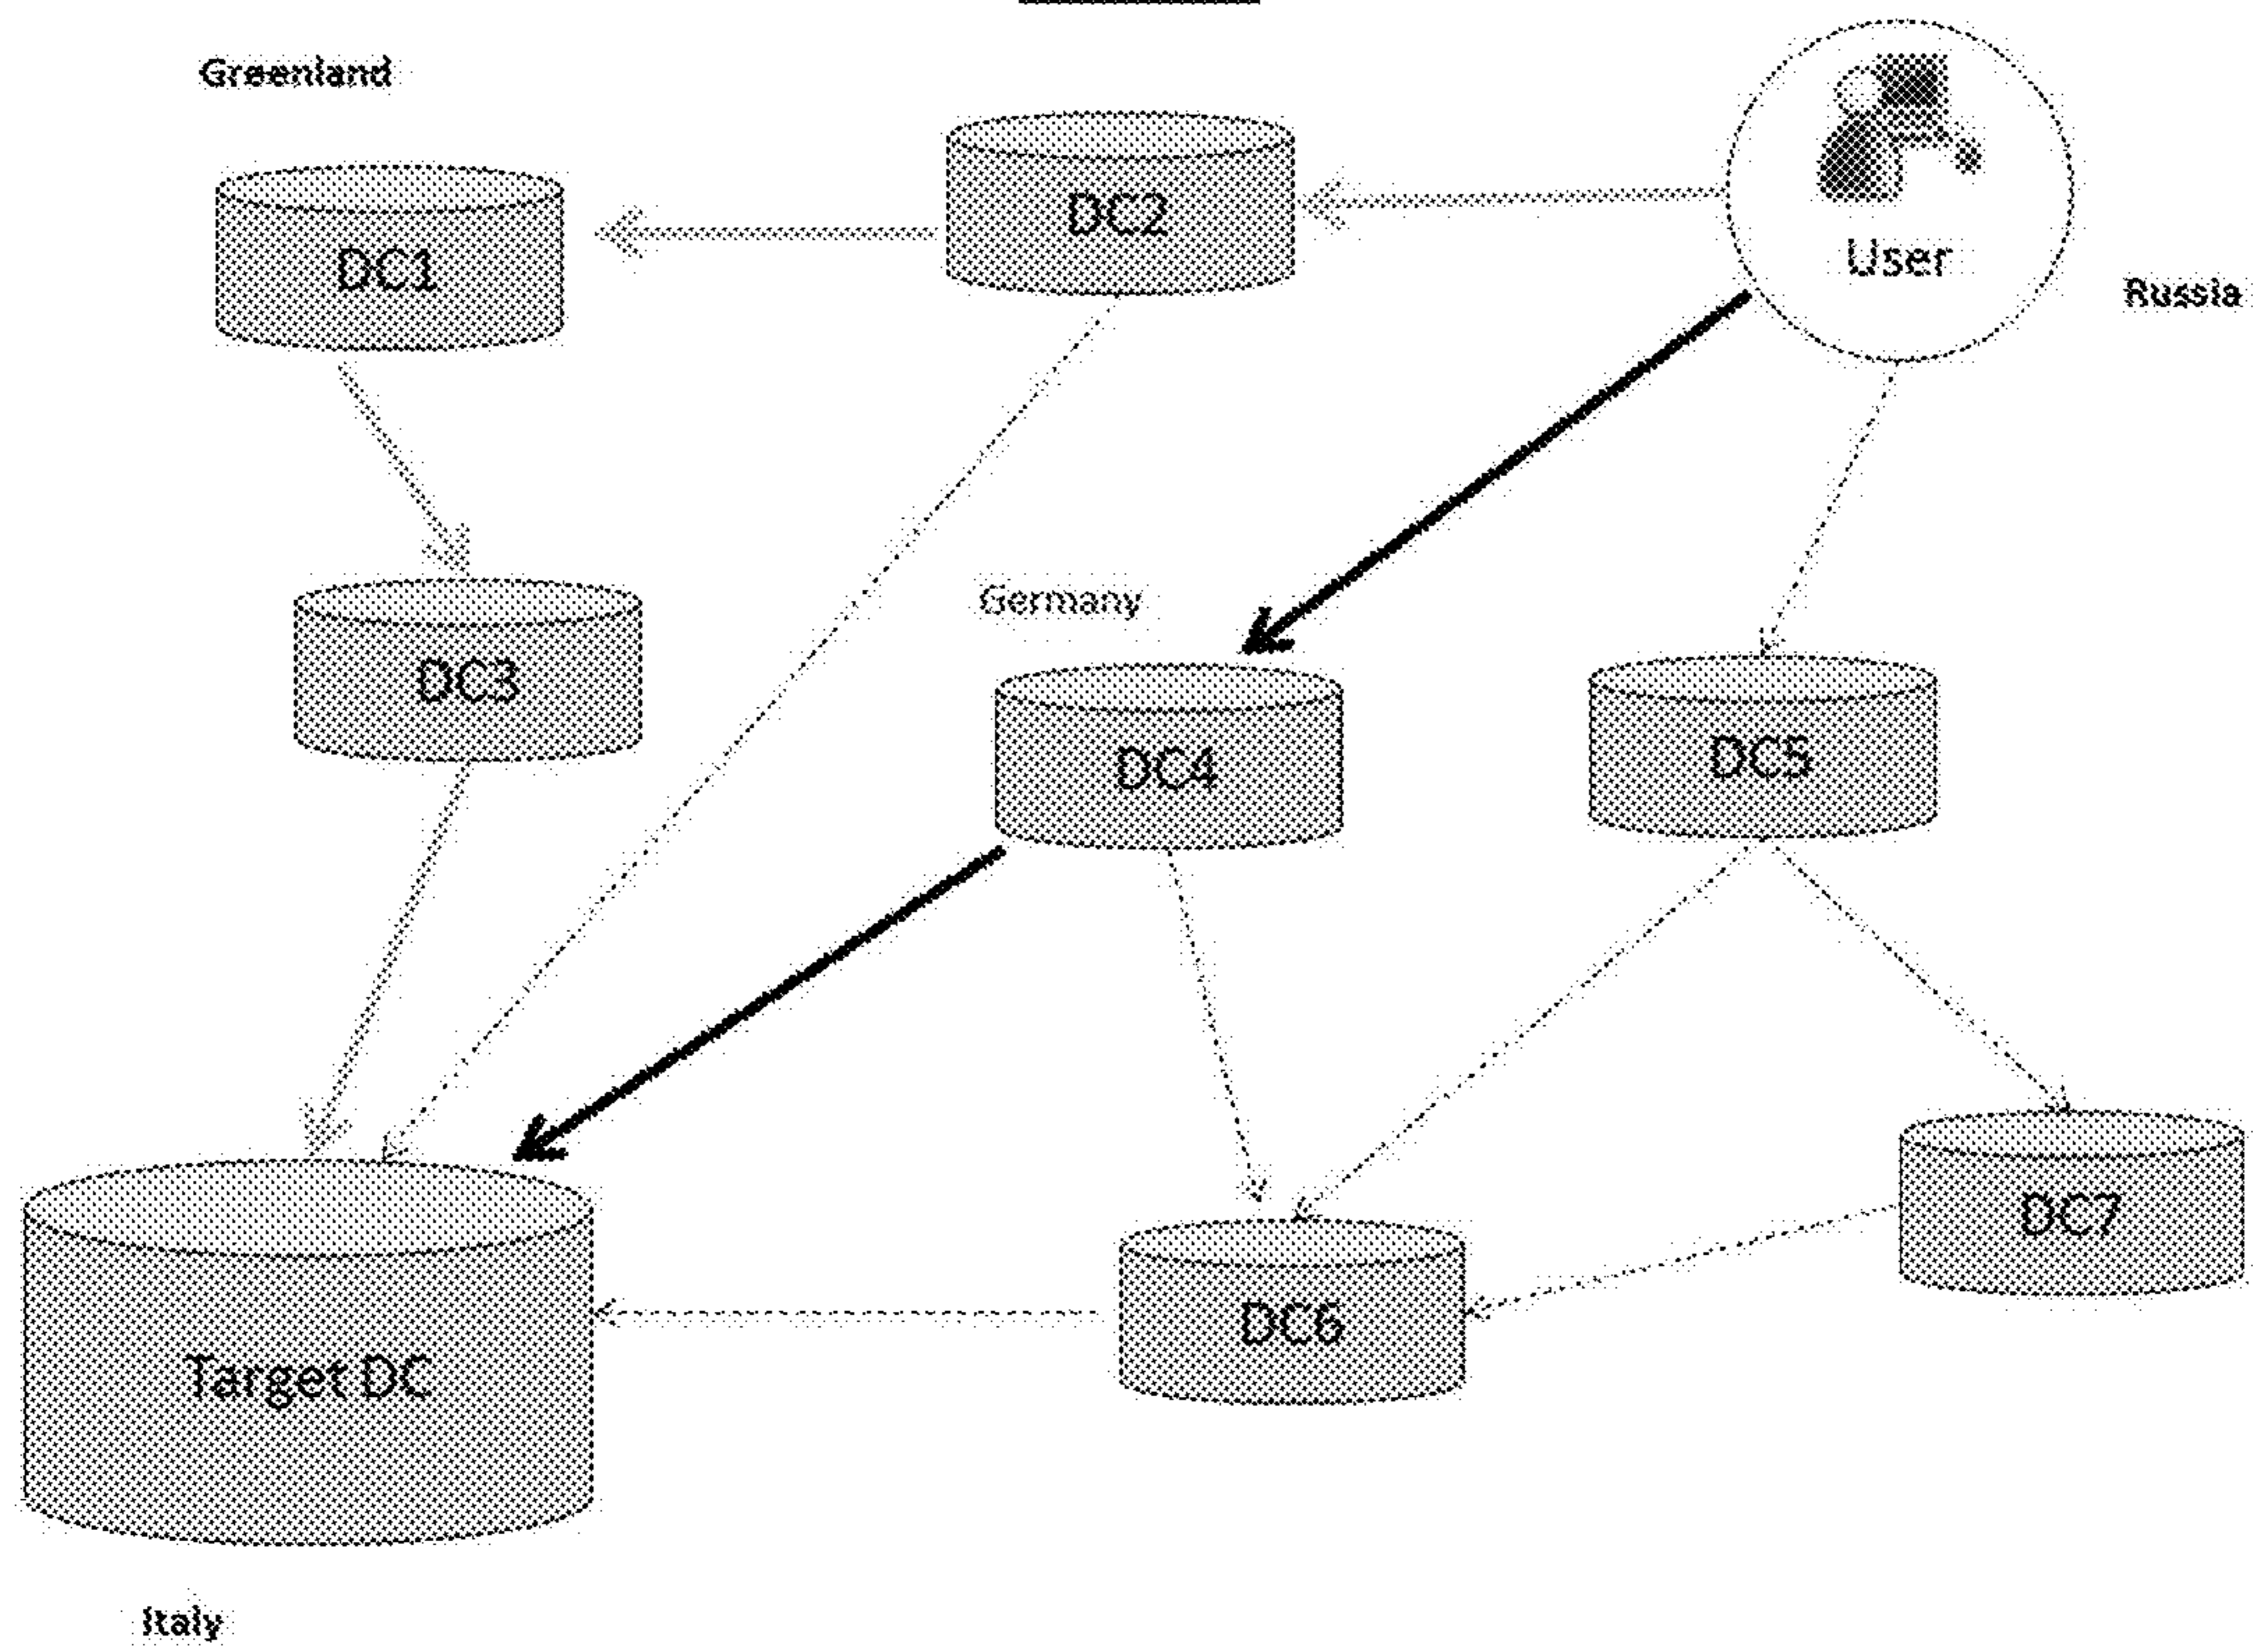 Greenland
DC2
User
Russia
DC1
Germany
DC3
DC4
DC5
DC7
DC6
Target DC
Italy